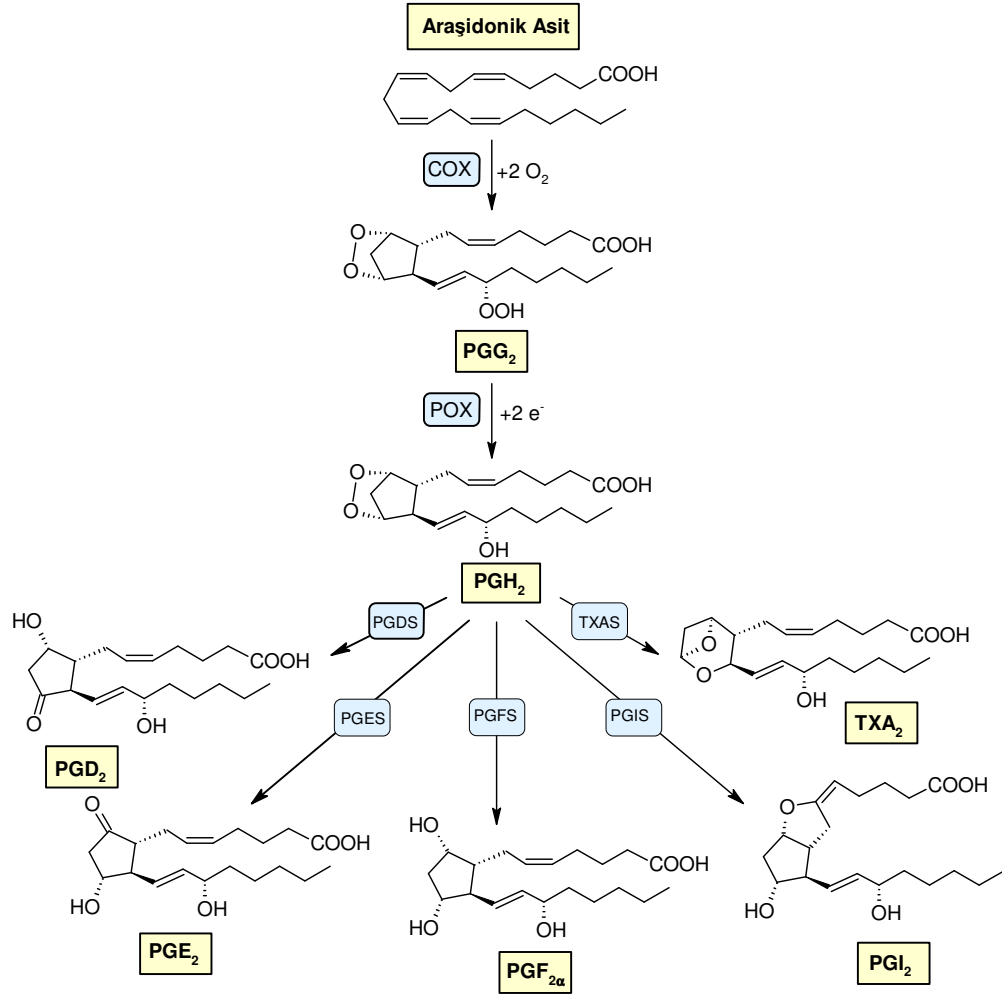 Araşidonik Asit
COOH
COX
+2 O₂
O
O
COOH
OOH
PGG₂
POX
+2 e⁻
O
O
COOH
OH
PGH₂
PGDS
TXAS
HO
COOH
O
OH
PGD₂
PGES
PGFS
PGIS
O
O
COOH
OH
TXA₂
O
COOH
HO
OH
PGE₂
HO
COOH
HO
OH
PGF₂α
COOH
O
HO
OH
PGI₂